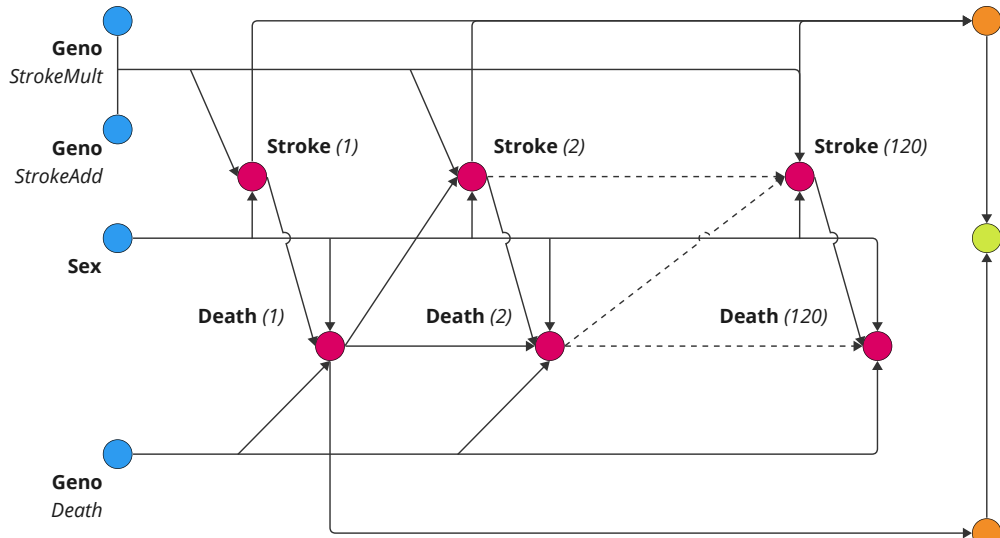 Geno
StrokeMult
Geno
StrokeAdd
Stroke (1)
Stroke (2)
Stroke (120)
Sex
Death (1)
Death (2)
Death (120)
Geno
Death